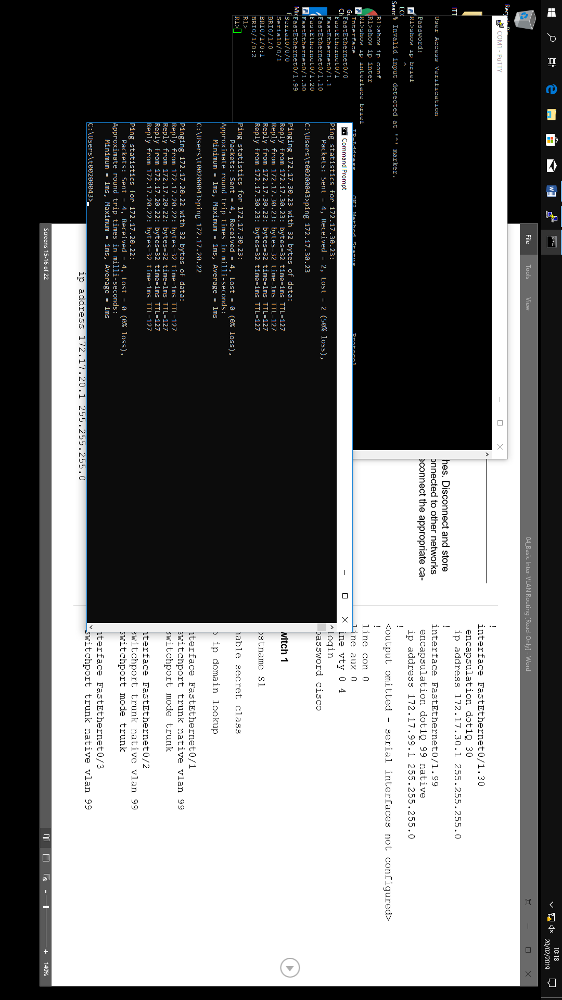 Recycle Bin
COM1 - PuTTY
User Access Verification
Password:
R1>show ip brief
^
% Invalid input detected at '^' marker.
R1>show ip conf
R1>show ip inter
R1>show ip interface brief
Interface IP-Address OK? Method Status Protocol
FastEthernet0/0
FastEthernet0/1
FastEthernet0/1.1
FastEthernet0/1.10
FastEthernet0/1.20
FastEthernet0/1.30
FastEthernet0/1.99
Serial0/0/0
Serial0/0/1
BRI0/1/0
BRI0/1/0:1
BRI0/1/0:2
R1>
R1>
Command Prompt
Ping statistics for 172.17.30.23:
Packets: Sent = 4, Received = 2, Lost = 2 (50% loss),
C:\Users\t00200043>ping 172.17.30.23
Pinging 172.17.30.23 with 32 bytes of data:
Reply from 172.17.30.23: bytes=32 time=1ms TTL=127
Reply from 172.17.30.23: bytes=32 time=1ms TTL=127
Reply from 172.17.30.23: bytes=32 time=1ms TTL=127
Reply from 172.17.30.23: bytes=32 time=1ms TTL=127
Ping statistics for 172.17.30.23:
Packets: Sent = 4, Received = 4, Lost = 0 (0% loss),
Approximate round trip times in milli-seconds:
Minimum = 1ms, Maximum = 1ms, Average = 1ms
C:\Users\t00200043>ping 172.17.20.22
Pinging 172.17.20.22 with 32 bytes of data:
Reply from 172.17.20.22: bytes=32 time=1ms TTL=127
Reply from 172.17.20.22: bytes=32 time=1ms TTL=127
Reply from 172.17.20.22: bytes=32 time=1ms TTL=127
Reply from 172.17.20.22: bytes=32 time=1ms TTL=127
Ping statistics for 172.17.20.22:
Packets: Sent = 4, Received = 4, Lost = 0 (0% loss),
Approximate round trip times in milli-seconds:
Minimum = 1ms, Maximum = 1ms, Average = 1ms
C:\Users\t00200043>
File Tools View
04_Basic Inter-VLAN Routing [Read-Only] - Word
hes. Disconnect and store
onnected to other networks
econnect the appropriate ca-
ip address 172.17.20.1 255.255.255.0
!
interface FastEthernet0/1.30
encapsulation dot1Q 30
ip address 172.17.30.1 255.255.255.0
!
interface FastEthernet0/1.99
encapsulation dot1Q 99 native
ip address 172.17.99.1 255.255.255.0
!
<output omitted - serial interfaces not configured>
!
line con 0
line aux 0
ine vty 0 4
login
password cisco
witch 1
ostname S1
nable secret class
o ip domain lookup
nterface FastEthernet0/1
switchport trunk native vlan 99
switchport mode trunk
nterface FastEthernet0/2
switchport trunk native vlan 99
switchport mode trunk
nterface FastEthernet0/3
switchport trunk native vlan 99
Screens 15-16 of 22
140%
10:18
20/02/2019